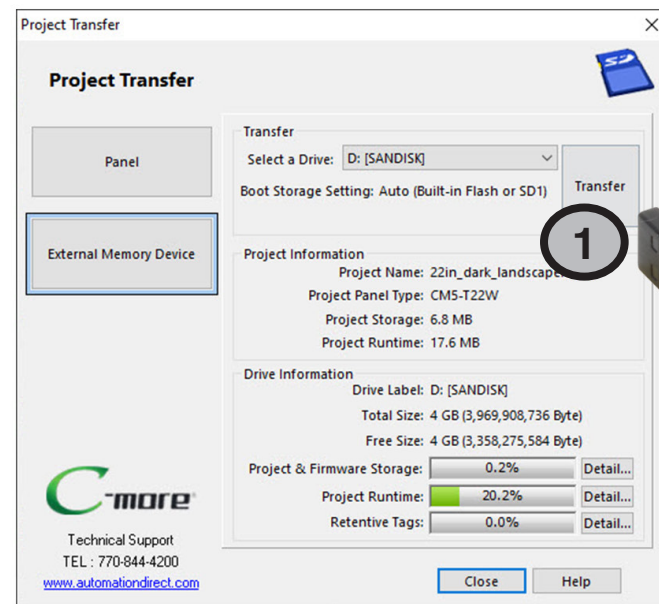 Project Transfer
Project Transfer
Panel
External Memory Device
Transfer
Select a Drive: D: [SANDISK]
Boot Storage Setting: Auto (Built-in Flash or SD1)
Transfer
1
Project Information
Project Name: 22in_dark_landscape
Project Panel Type: CM5-T22W
Project Storage: 6.8 MB
Project Runtime: 17.6 MB
Drive Information
Drive Label: D: [SANDISK]
Total Size: 4 GB (3,969,908,736 Byte)
Free Size: 4 GB (3,358,275,584 Byte)
Project & Firmware Storage: 0.2% Detail...
Project Runtime: 20.2% Detail...
Retentive Tags: 0.0% Detail...
C-more
Technical Support
TEL : 770-844-4200
www.automationdirect.com
Close Help